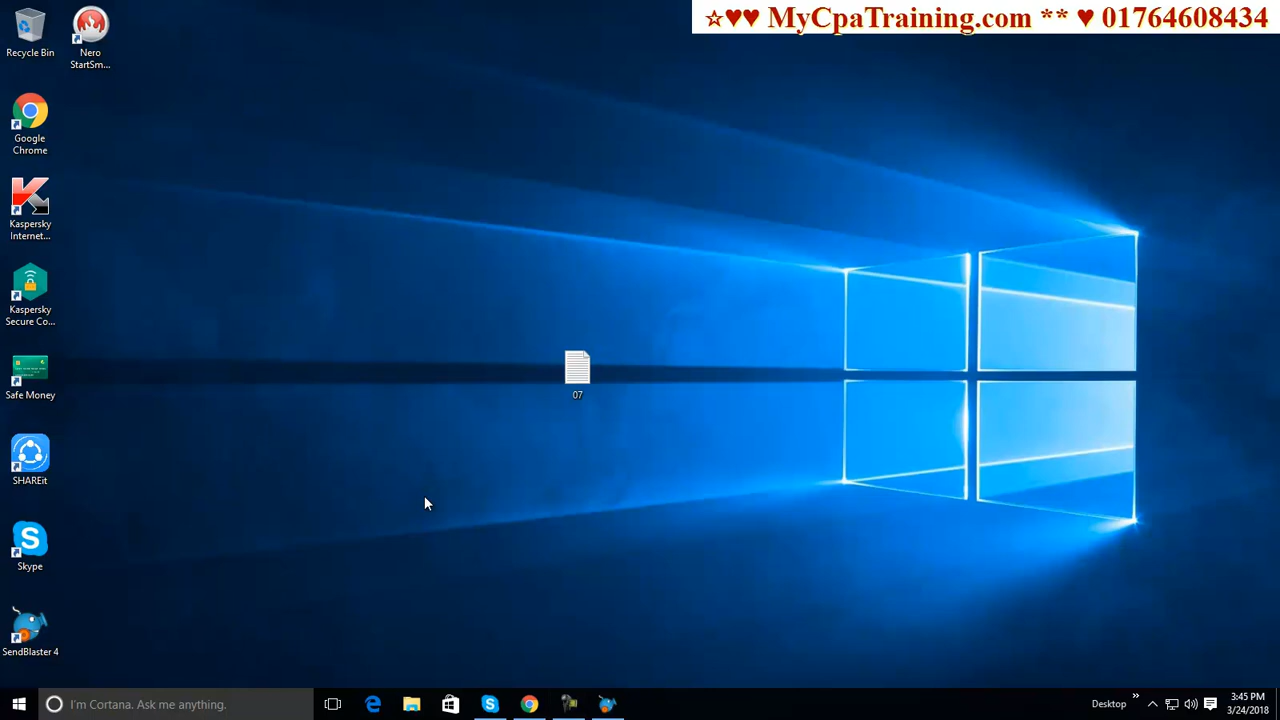 ☆♥♥ MyCpaTraining.com ** ♥ 01764608434
Recycle Bin
Nero
StartSm...
Google
Chrome
Kaspersky
Internet...
Kaspersky
Secure Co...
Safe Money
SHAREit
Skype
SendBlaster 4
07
I'm Cortana. Ask me anything.
Desktop
3:45 PM
3/24/2018